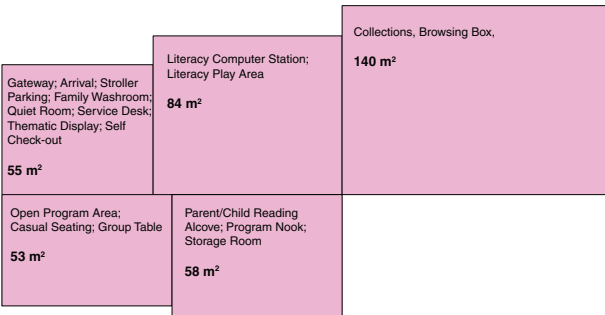 Gateway; Arrival; Stroller
Parking; Family Washroom;
Quiet Room; Service Desk;
Thematic Display; Self
Check-out
55 m²
Literacy Computer Station;
Literacy Play Area
84 m²
Collections, Browsing Box,
140 m²
Open Program Area;
Casual Seating; Group Table
53 m²
Parent/Child Reading
Alcove; Program Nook;
Storage Room
58 m²